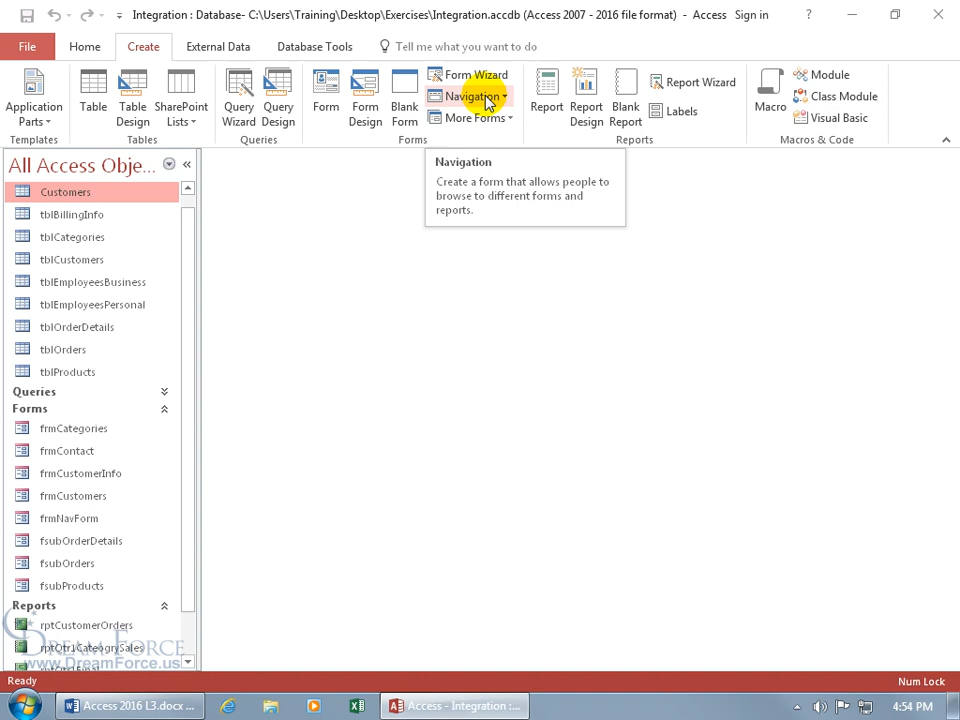 Integration : Database- C:\Users\Training\Desktop\Exercises\Integration.accdb (Access 2007 - 2016 file format) - Access Sign in ?
File Home Create External Data Database Tools Tell me what you want to do
Application Parts
Table
Table Design
SharePoint Lists
Query Wizard
Query Design
Form
Form Design
Blank Form
Form Wizard
Navigation
More Forms
Report
Report Design
Blank Report
Report Wizard
Labels
Macro
Module
Class Module
Visual Basic
Templates Tables Queries Forms Reports Macros & Code
Navigation
Create a form that allows people to
browse to different forms and
reports.
All Access Obje... «
Customers
tblBillingInfo
tblCategories
tblCustomers
tblEmployeesBusiness
tblEmployeesPersonal
tblOrderDetails
tblOrders
tblProducts
Queries
Forms
frmCategories
frmContact
frmCustomerInfo
frmCustomers
frmNavForm
fsubOrderDetails
fsubOrders
fsubProducts
Reports
rptCustomerOrders
rptQtr1CateogrySales
DREAM FORCE
www.DreamForce.us
Ready Num Lock
Access 2016 L3.docx ... Access - Integration :... 4:54 PM